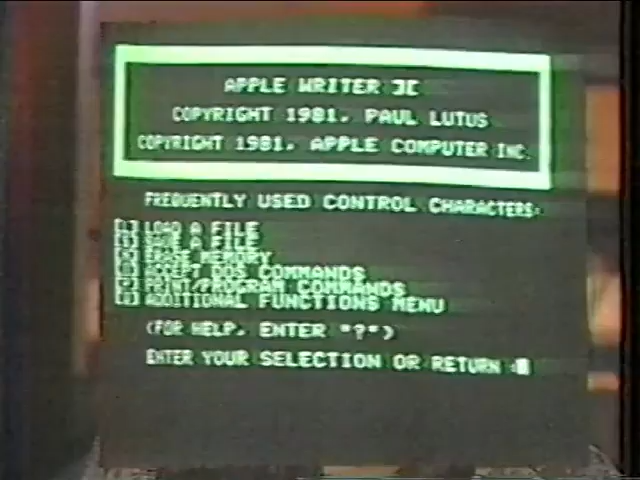 APPLE WRITER ][
COPYRIGHT 1981, PAUL LUTUS
COPYRIGHT 1981, APPLE COMPUTER INC.
FREQUENTLY USED CONTROL CHARACTERS:
LOAD A FILE
SAVE A FILE
ERASE MEMORY
ACCEPT DOS COMMANDS
PRINT/PROGRAM COMMANDS
ADDITIONAL FUNCTIONS MENU
(FOR HELP, ENTER "?")
ENTER YOUR SELECTION OR RETURN :